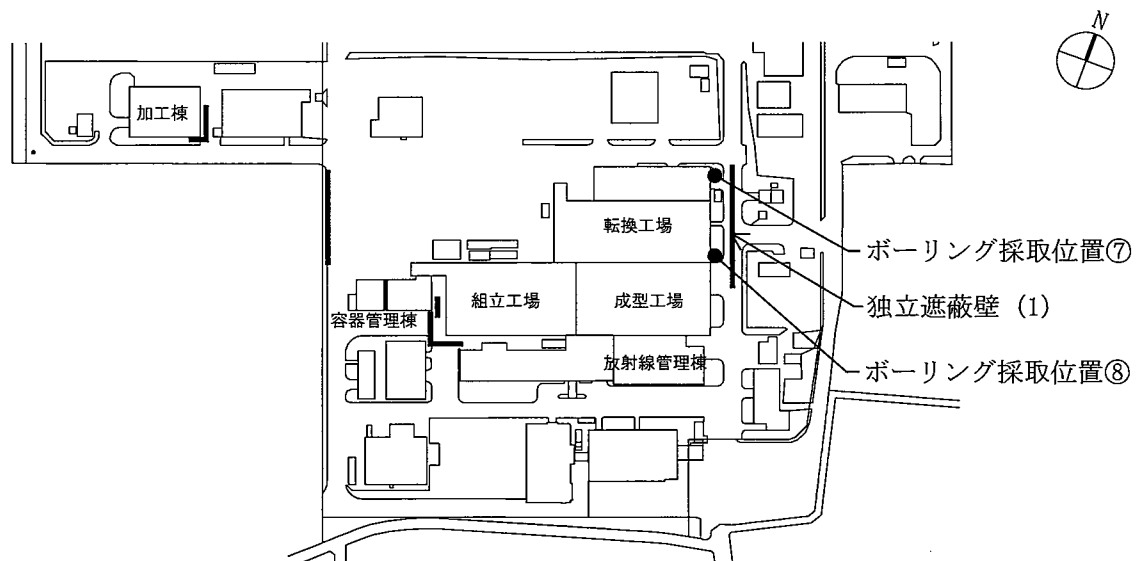 N
加工棟
転換工場
ボーリング採取位置⑦
組立工場
成型工場
独立遮蔽壁 (1)
容器管理棟
放射線管理棟
ボーリング採取位置⑧